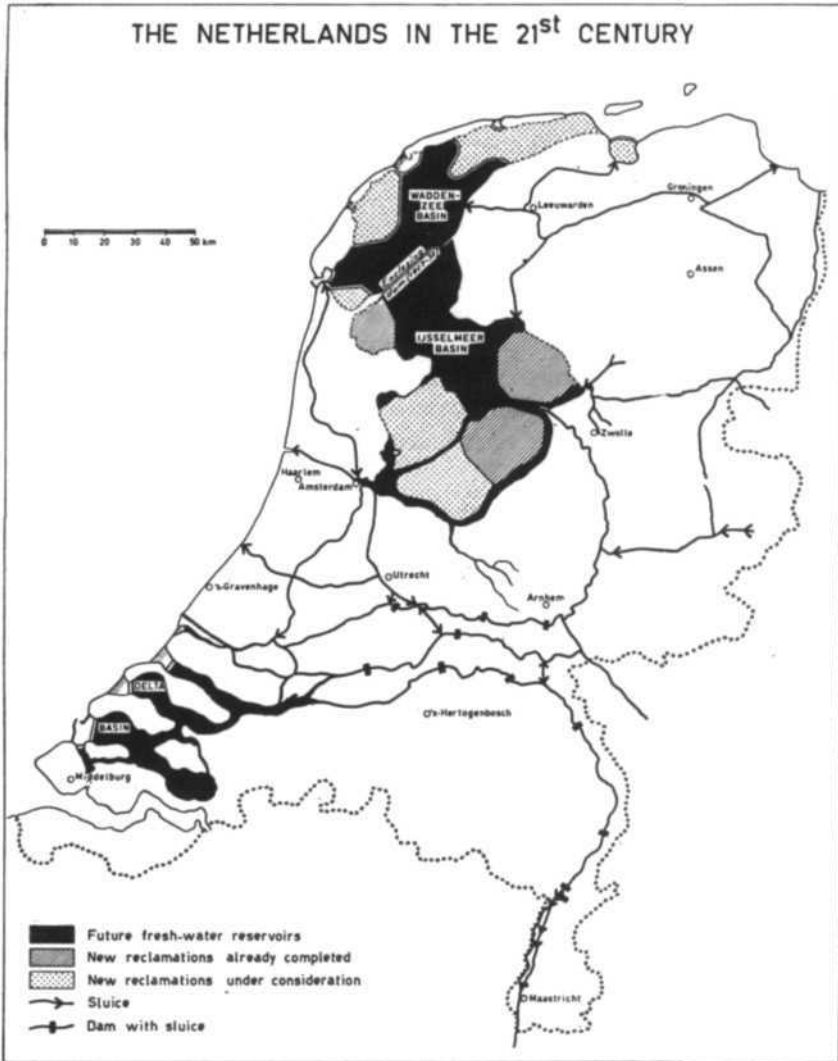 THE NETHERLANDS IN THE 21st CENTURY
Groningen
Leeuwarden
WADDEN-
ZEE
BASIN
0 10 20 30 40 50 km
Assen
Enclosing
Dam
IJSSELMEER
BASIN
Zwolle
Haarlem
Amsterdam
Utrecht
's-Gravenhage
Arnhem
DELTA
's-Hertogenbosch
BASIN
Middelburg
Future fresh-water reservoirs
New reclamations already completed
New reclamations under consideration
Sluice
Maastricht
Dam with sluice